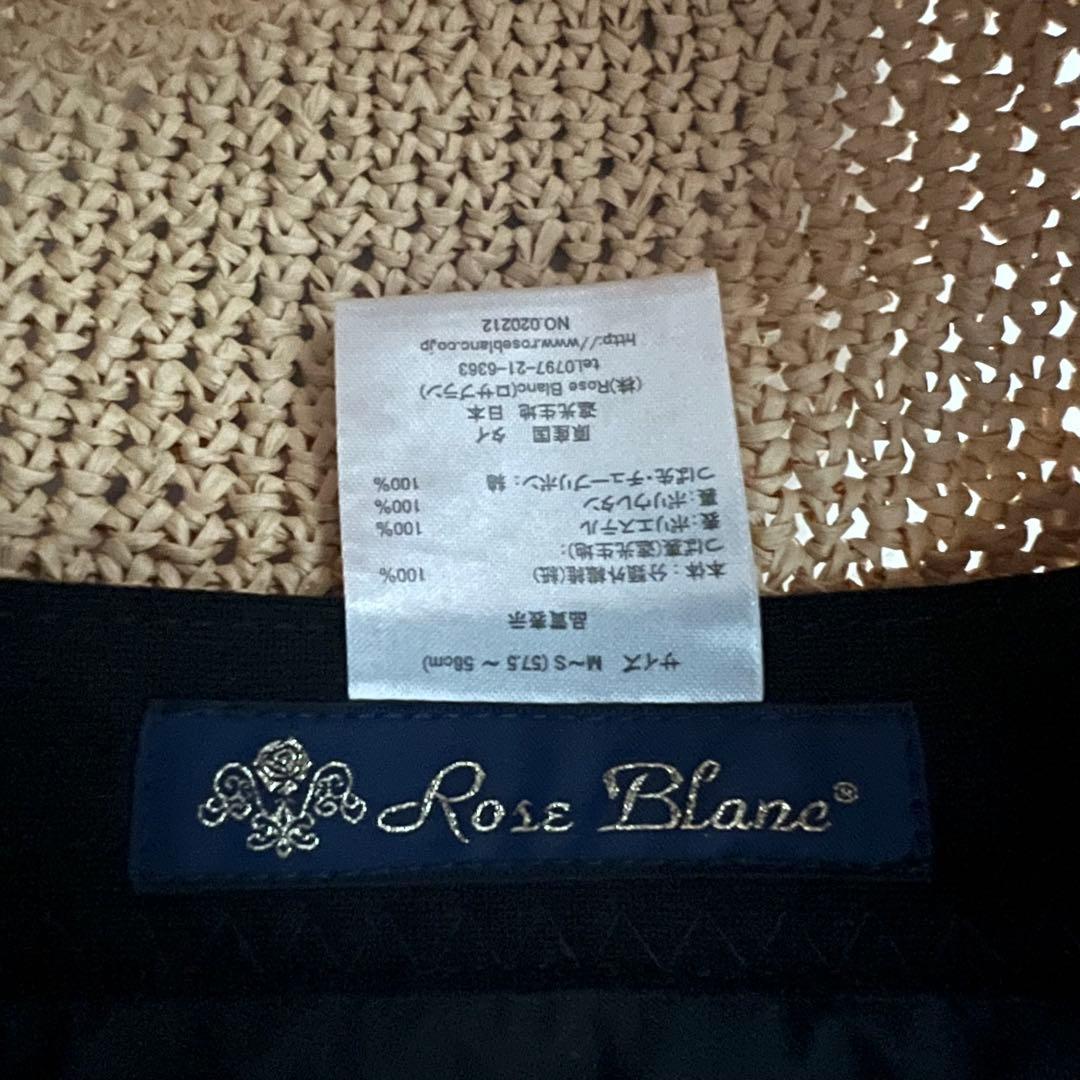 サイズ M~S (57.5 ~ 58cm)
品質表示
本体：分類外繊維(紙) 100%
つば裏(遮光生地)：
表：ポリエステル 100%
裏：ポリウレタン 100%
つば先・チューブリボン：綿 100%
原産国 タイ
遮光生地 日本
(株)Rose Blanc(ロサブラン)
tel.0797-21-6363
http://www.roseblanc.co.jp
NO.020212
Rose Blanc®